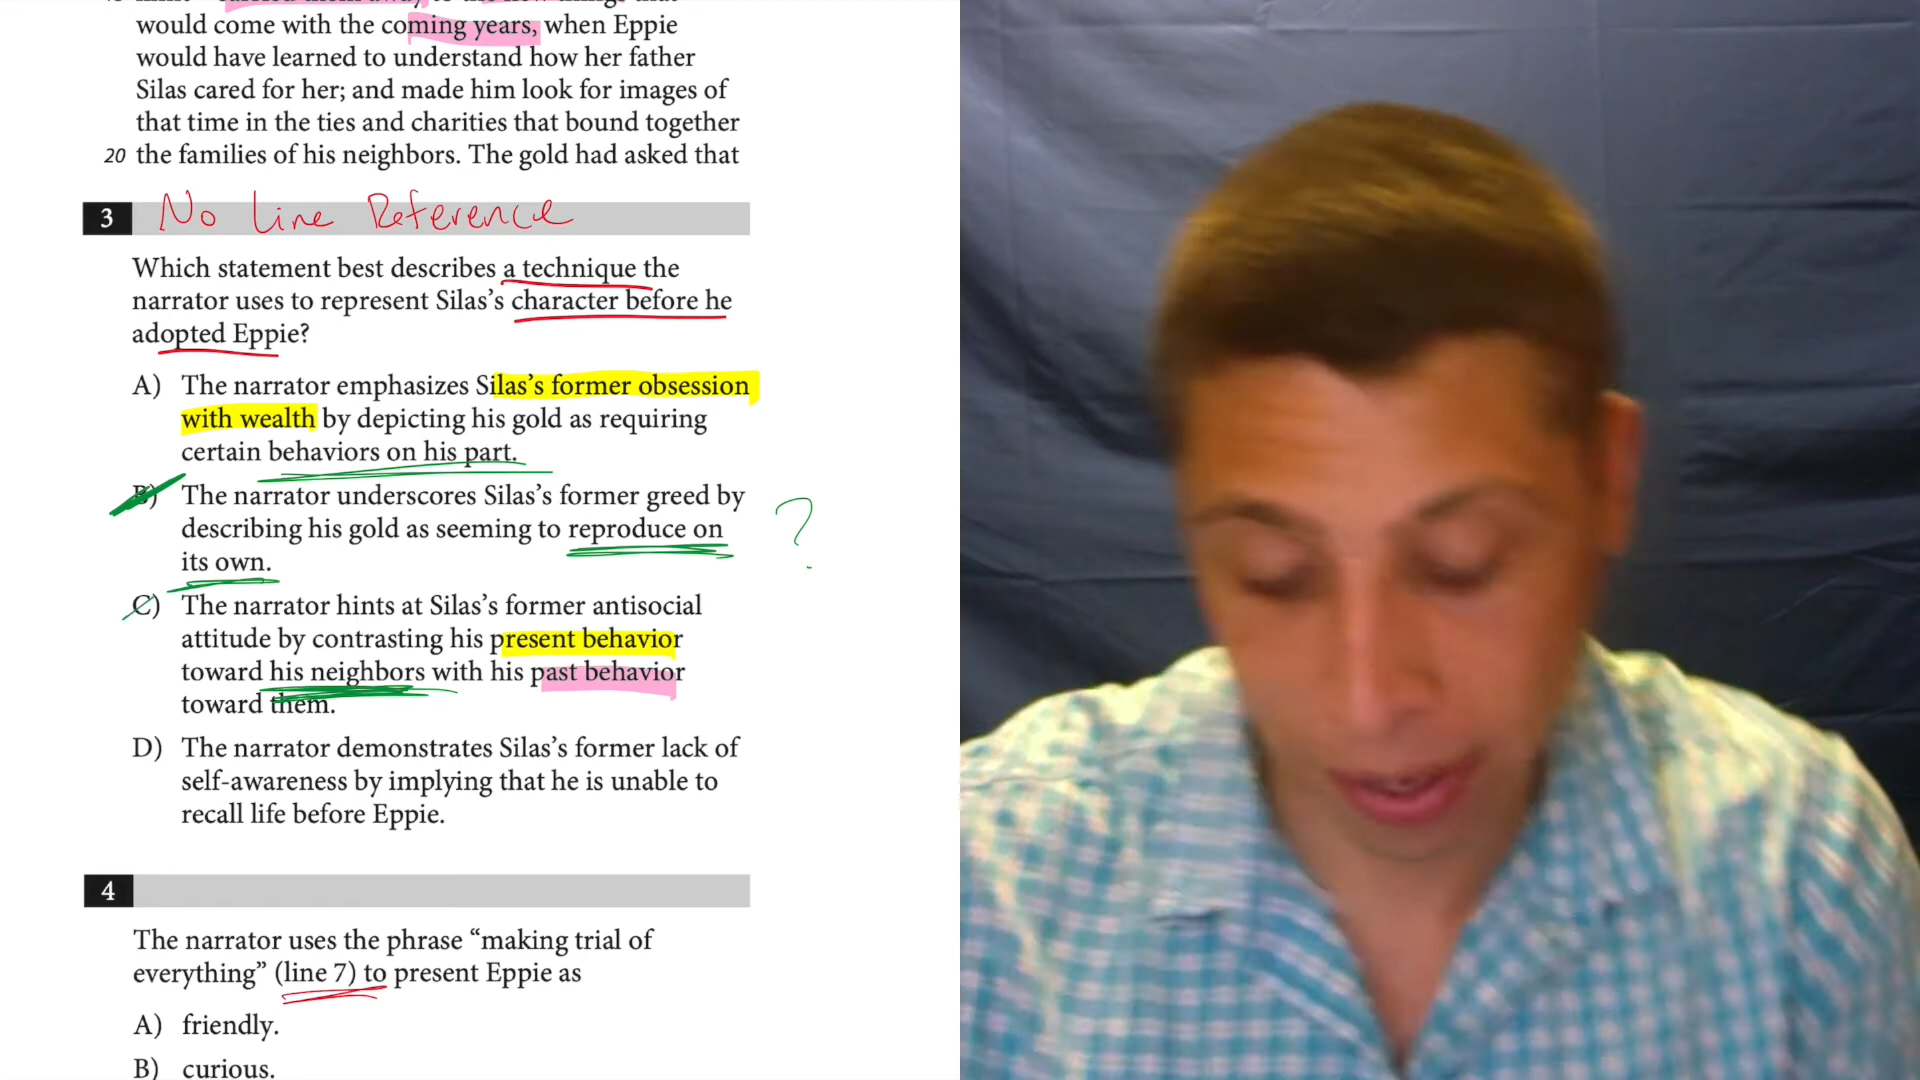 would come with the coming years, when Eppie
would have learned to understand how her father
Silas cared for her; and made him look for images of
that time in the ties and charities that bound together
20 the families of his neighbors. The gold had asked that
3 No Line Reference
Which statement best describes a technique the
narrator uses to represent Silas’s character before he
adopted Eppie?
A) The narrator emphasizes Silas’s former obsession
with wealth by depicting his gold as requiring
certain behaviors on his part.
B) The narrator underscores Silas’s former greed by
describing his gold as seeming to reproduce on
its own.
?
C) The narrator hints at Silas’s former antisocial
attitude by contrasting his present behavior
toward his neighbors with his past behavior
toward them.
D) The narrator demonstrates Silas’s former lack of
self-awareness by implying that he is unable to
recall life before Eppie.
4
The narrator uses the phrase “making trial of
everything” (line 7) to present Eppie as
A) friendly.
B) curious.